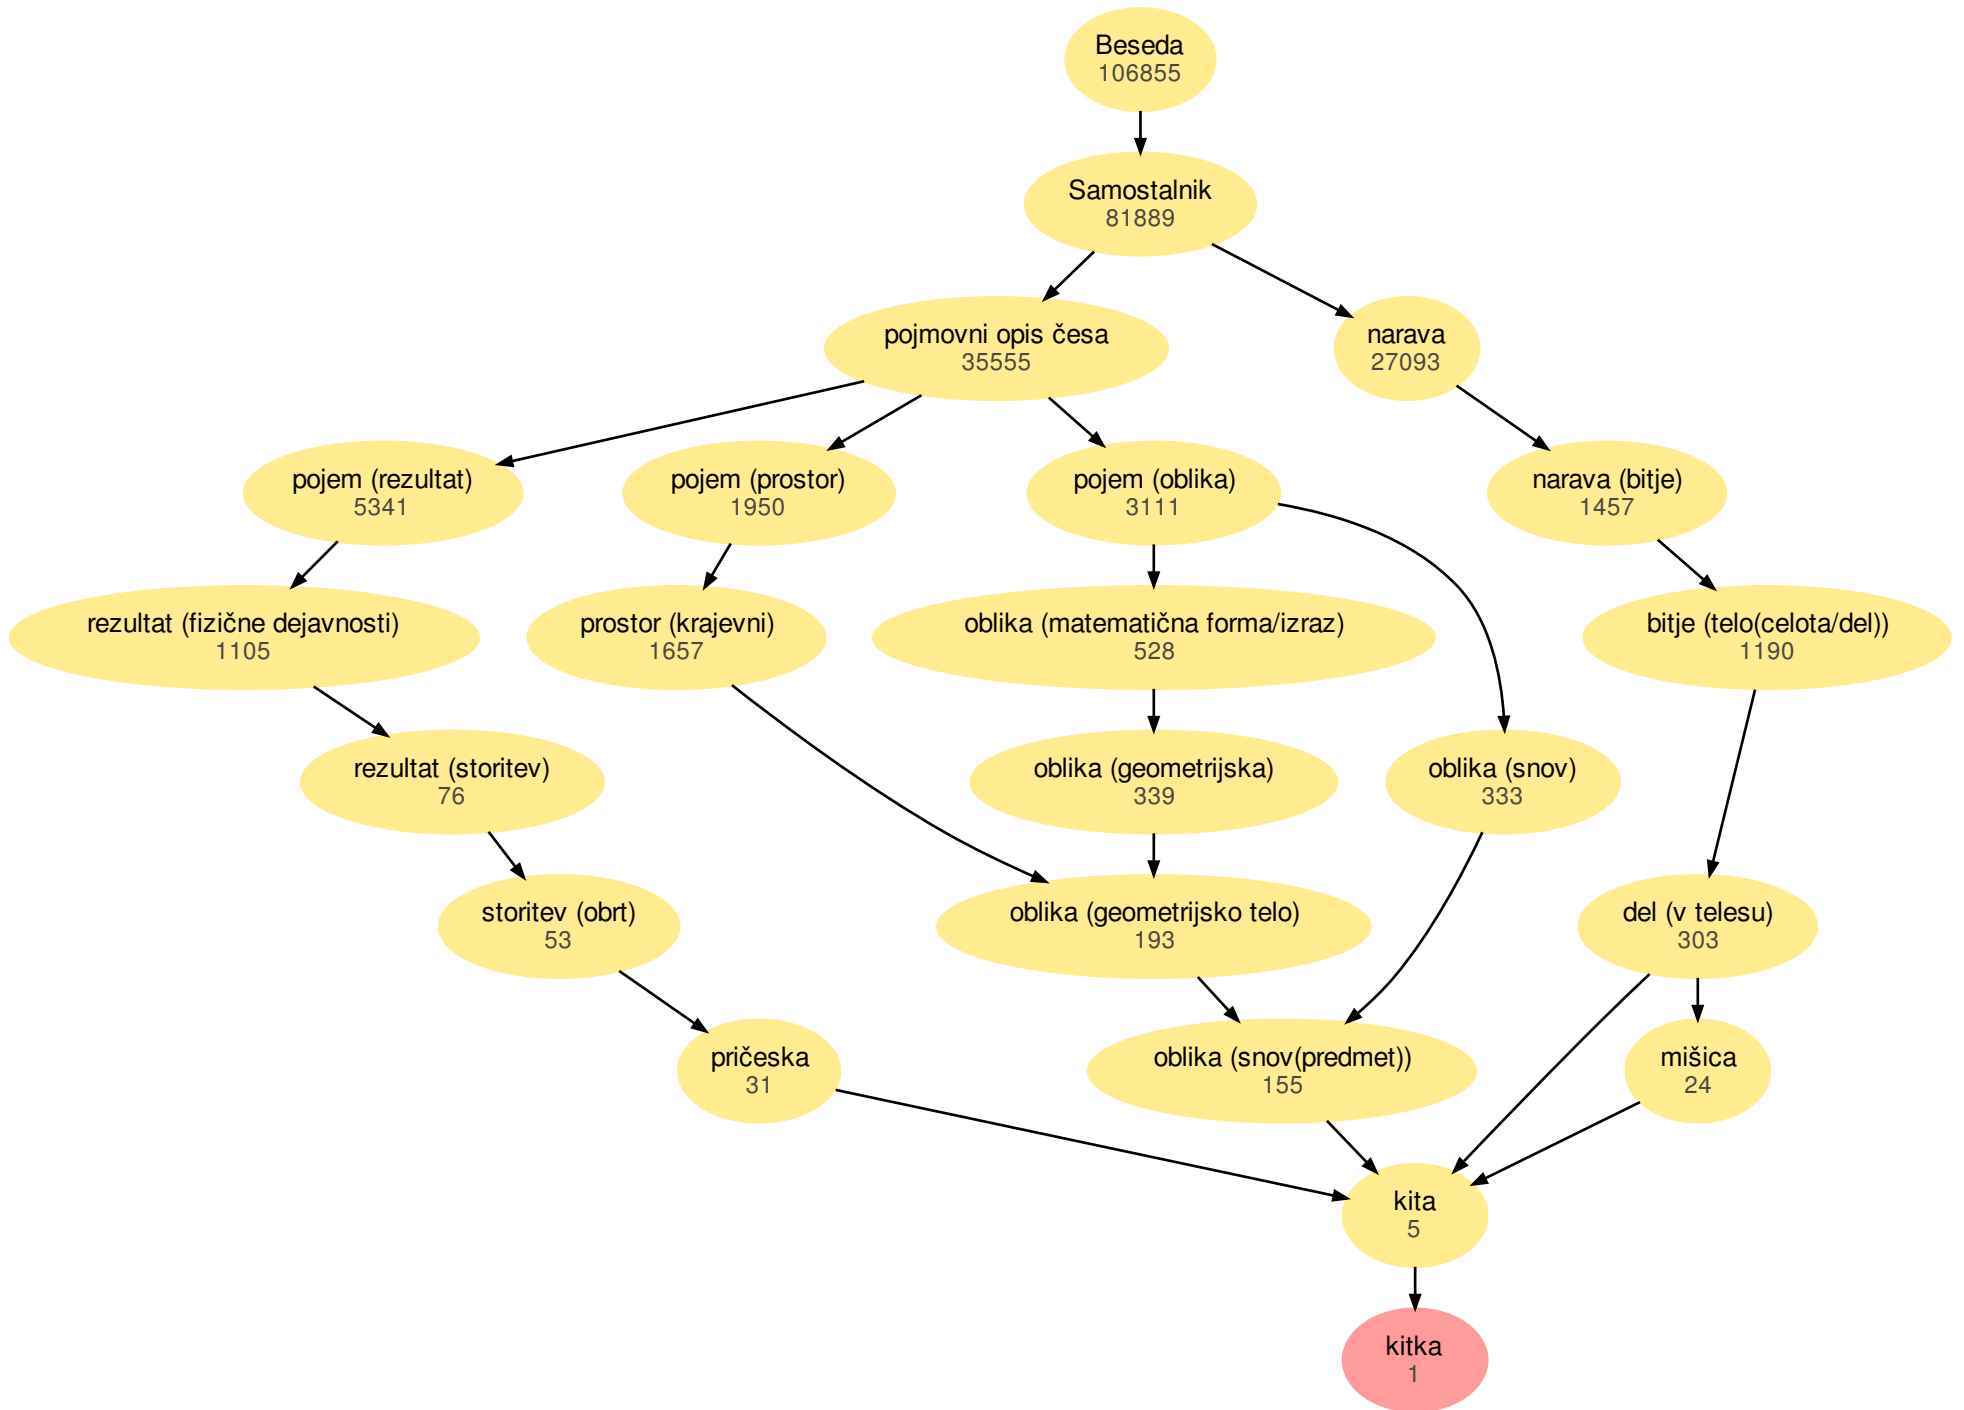 Beseda
106855
Samostalnik
81889
pojmovni opis česa
35555
narava
27093
pojem (rezultat)
5341
pojem (prostor)
1950
pojem (oblika)
3111
narava (bitje)
1457
rezultat (fizične dejavnosti)
1105
prostor (krajevni)
1657
oblika (matematična forma/izraz)
528
bitje (telo(celota/del))
1190
rezultat (storitev)
76
oblika (geometrijska)
339
oblika (snov)
333
storitev (obrt)
53
oblika (geometrijsko telo)
193
del (v telesu)
303
pričeska
31
oblika (snov(predmet))
155
mišica
24
kita
5
kitka
1